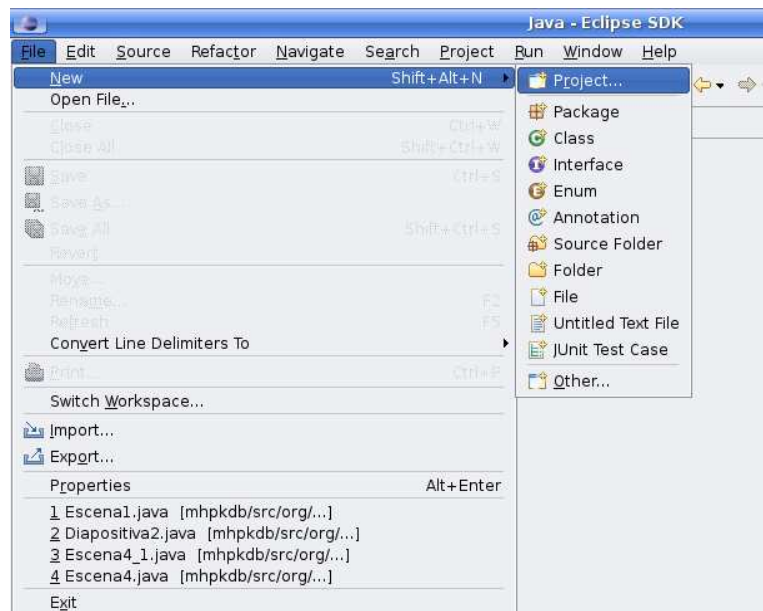 Java - Eclipse SDK
File Edit Source Refactor Navigate Search Project Run Window Help
New Shift+Alt+N
Open File...
Close Ctrl+W
Close All Shift+Ctrl+W
Save Ctrl+S
Save As...
Save All Shift+Ctrl+S
Revert
Move...
Rename... F2
Refresh F5
Convert Line Delimiters To
Print... Ctrl+P
Switch Workspace...
Import...
Export...
Properties Alt+Enter
1 Escena1.java [mhpkdb/src/org/...]
2 Diapositiva2.java [mhpkdb/src/org/...]
3 Escena4_1.java [mhpkdb/src/org/...]
4 Escena4.java [mhpkdb/src/org/...]
Exit
Project...
Package
Class
Interface
Enum
Annotation
Source Folder
Folder
File
Untitled Text File
JUnit Test Case
Other...